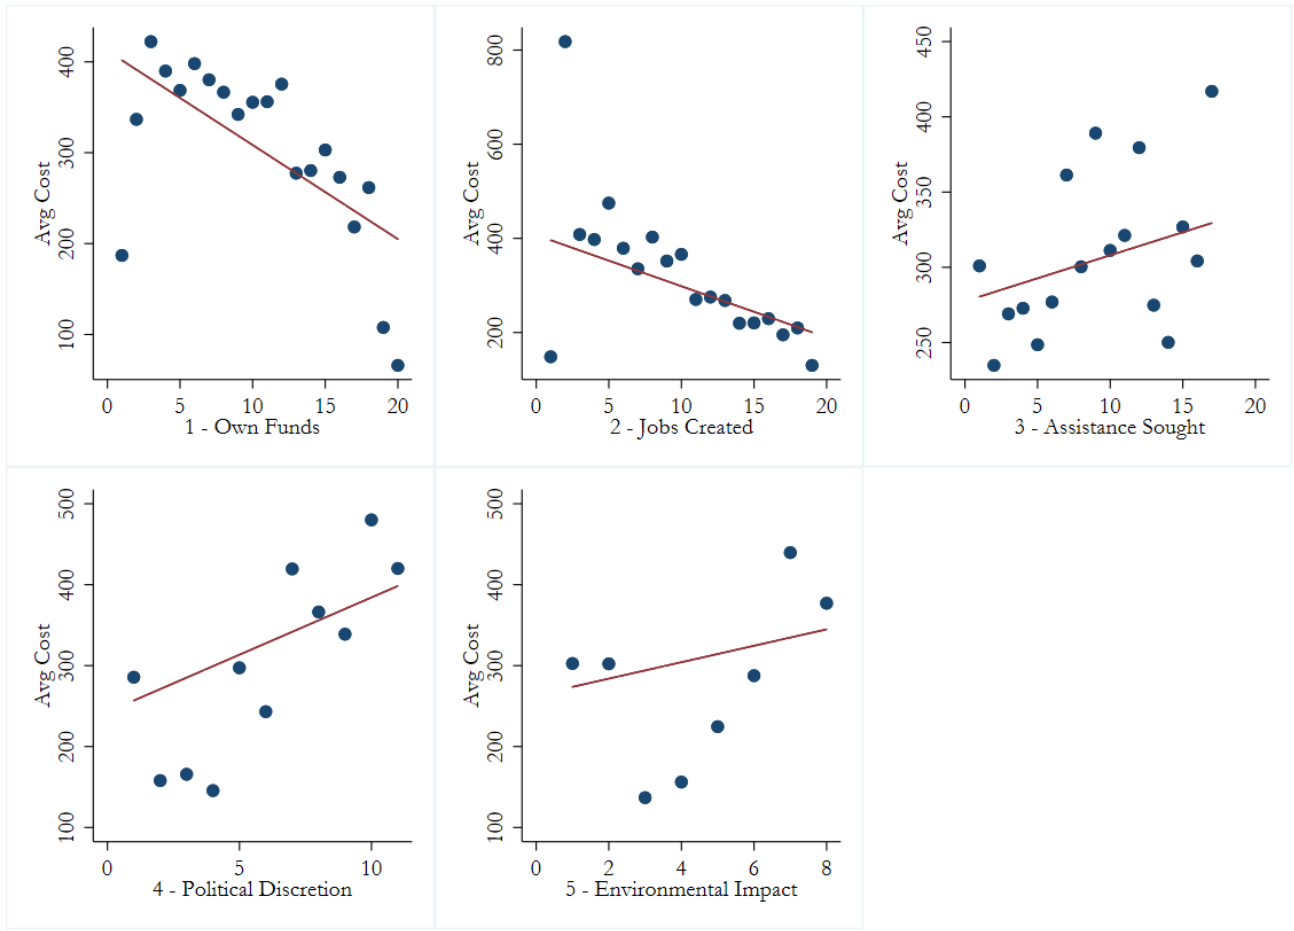 Avg Cost
400
300
200
100
0 5 10 15 20
1 - Own Funds
Avg Cost
800
600
400
200
0 5 10 15 20
2 - Jobs Created
Avg Cost
450
400
350
300
250
0 5 10 15 20
3 - Assistance Sought
Avg Cost
500
400
300
200
100
0 5 10
4 - Political Discretion
Avg Cost
500
400
300
200
100
0 2 4 6 8
5 - Environmental Impact